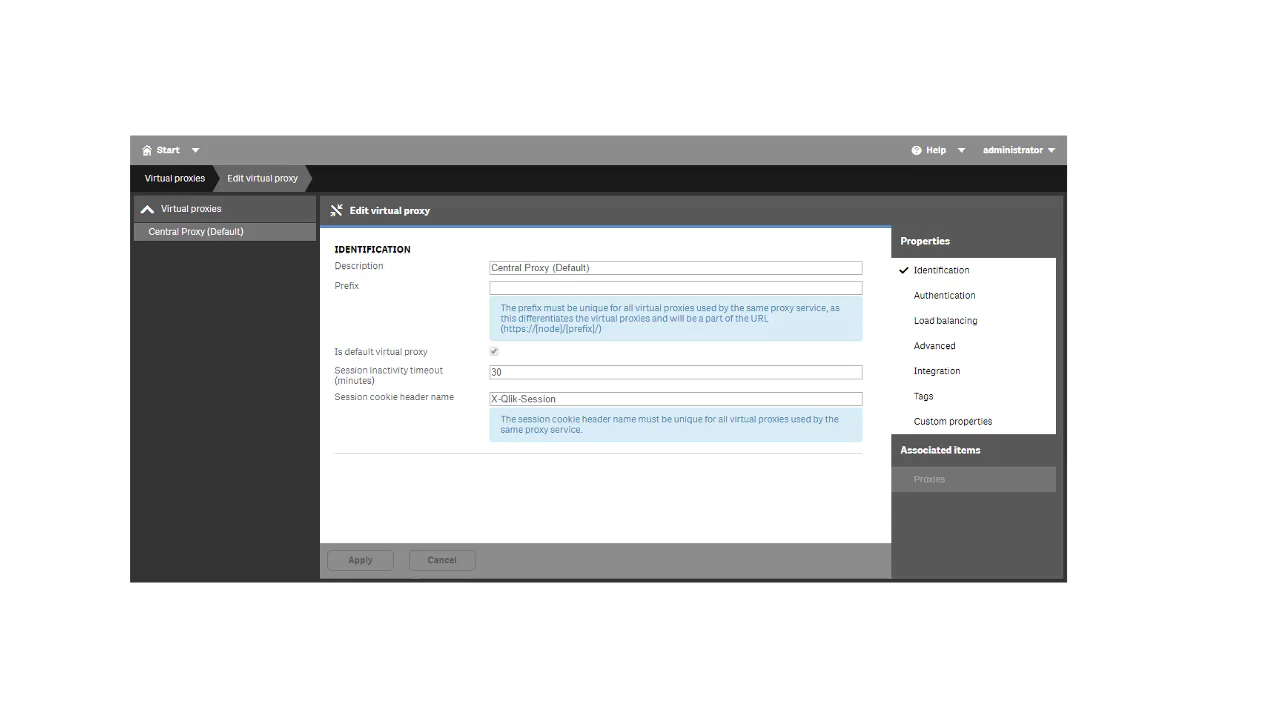 Start
Help
administrator
Virtual proxies
Edit virtual proxy
Virtual proxies
Central Proxy (Default)
Edit virtual proxy
IDENTIFICATION
Description
Central Proxy (Default)
Prefix
The prefix must be unique for all virtual proxies used by the same proxy service, as
this differentiates the virtual proxies and will be a part of the URL
(https://[node]/[prefix]/)
Is default virtual proxy
Session inactivity timeout
(minutes)
30
Session cookie header name
X-Qlik-Session
The session cookie header name must be unique for all virtual proxies used by the
same proxy service.
Apply
Cancel
Properties
Identification
Authentication
Load balancing
Advanced
Integration
Tags
Custom properties
Associated items
Proxies